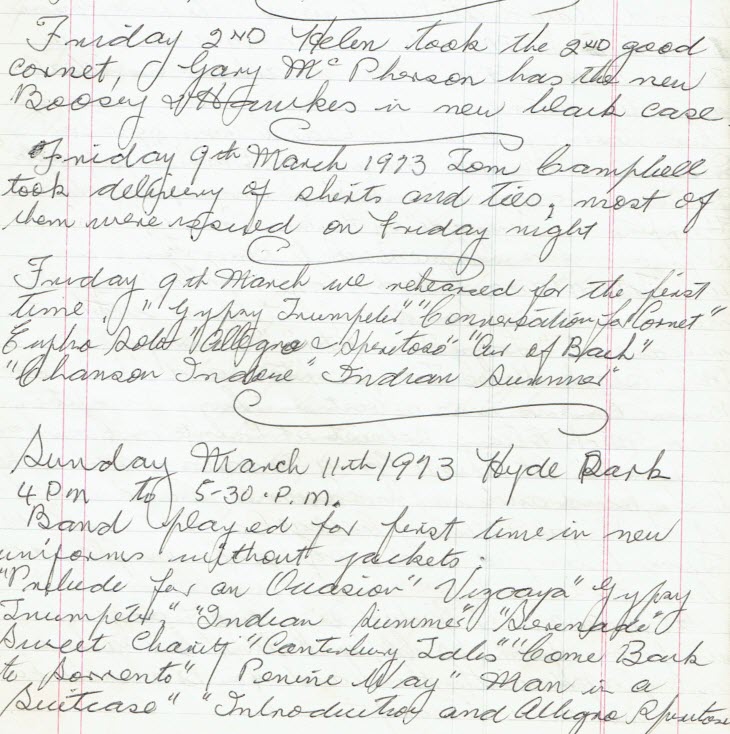 Friday 2ND Helen took the 2ND good
cornet, Gary Mc Pherson has the new
Boosey & Hawkes in new black case.
Friday 9th March 1973 Tom Campbell
took delivery of shirts and ties, most of
them were issued on Friday night
Friday 9th March we rehearsed for the first
time, "Gypsy Trumpeter" "Conversation for Cornet"
Eupho Solo "Allegro Spiritoso" "Air of Bach"
"Chanson Indoue" Indian Summer"
Sunday March 11th 1973 Hyde Park
4 Pm to 5-30. P.M.
Band played for first time in new
uniforms without jackets.
"Prelude for an Occasion" Vizcaya" Gypsy
Trumpeter," "Indian Summer" "Serenade"
Sweet Charity "Canterbury Tales" "Come Back
to Sorrento" Penine Way" Man in a
Suitcase" "Introduction and Allegro Spiritoso